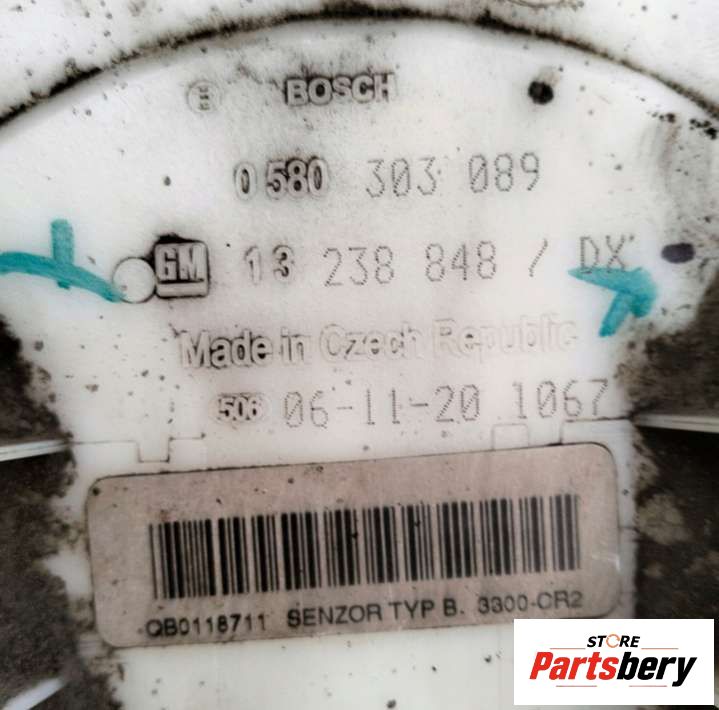 BOSCH
0 580 303 089
GM 13 238 848 / DX
Made in Czech Republic
506 06-11-20 1067
QB0118711 SENZOR TYP B. 3300-CR2
STORE
Partsbery